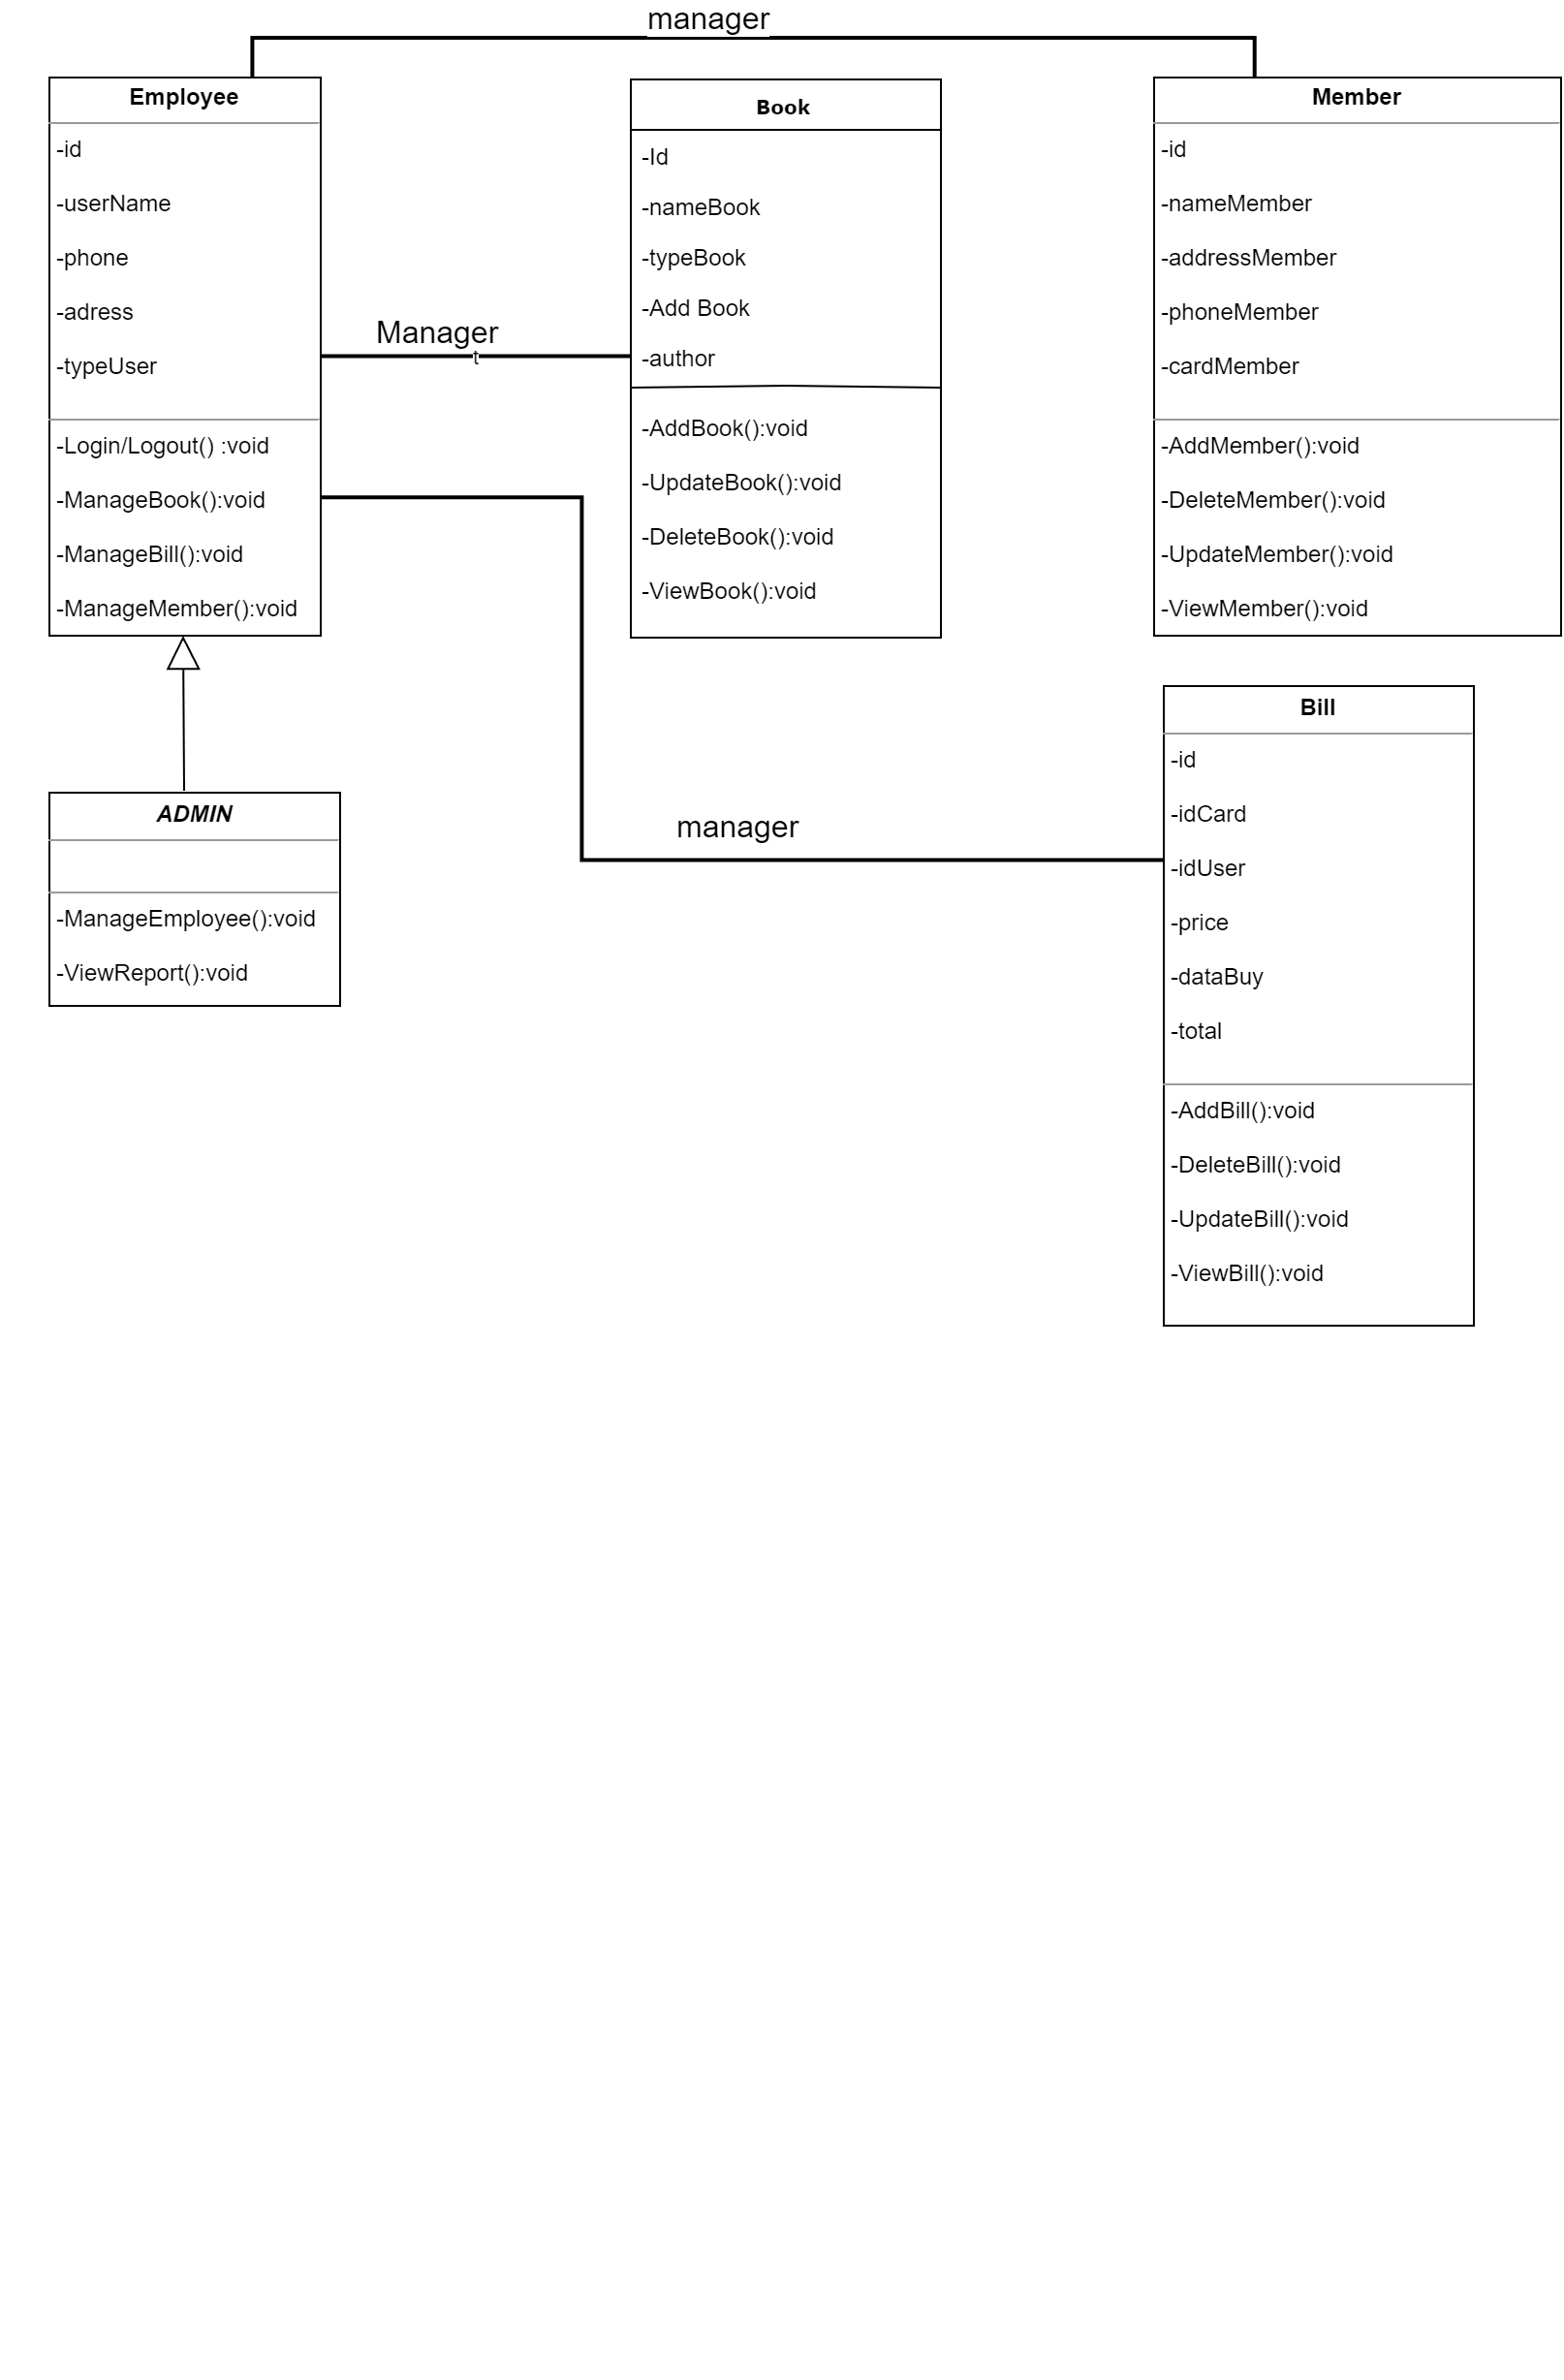 manager
Employee
-id
-userName
-phone
-adress
-typeUser
-Login/Logout() :void
-ManageBook():void
-ManageBill():void
-ManageMember():void
Manager
t
Book
-Id
-nameBook
-typeBook
-Add Book
-author
-AddBook():void
-UpdateBook():void
-DeleteBook():void
-ViewBook():void
Member
-id
-nameMember
-addressMember
-phoneMember
-cardMember
-AddMember():void
-DeleteMember():void
-UpdateMember():void
-ViewMember():void
ADMIN
-ManageEmployee():void
-ViewReport():void
manager
Bill
-id
-idCard
-idUser
-price
-dataBuy
-total
-AddBill():void
-DeleteBill():void
-UpdateBill():void
-ViewBill():void